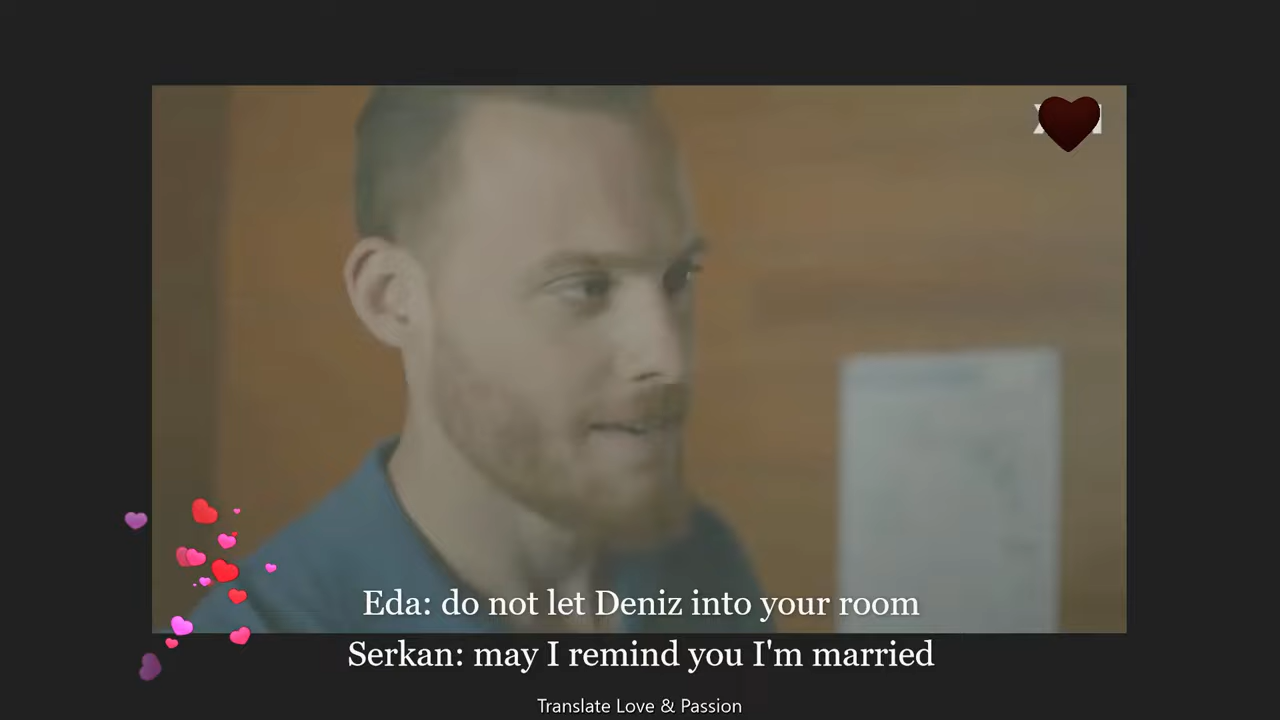 Eda: do not let Deniz into your room
Serkan: may I remind you I'm married
Translate Love & Passion